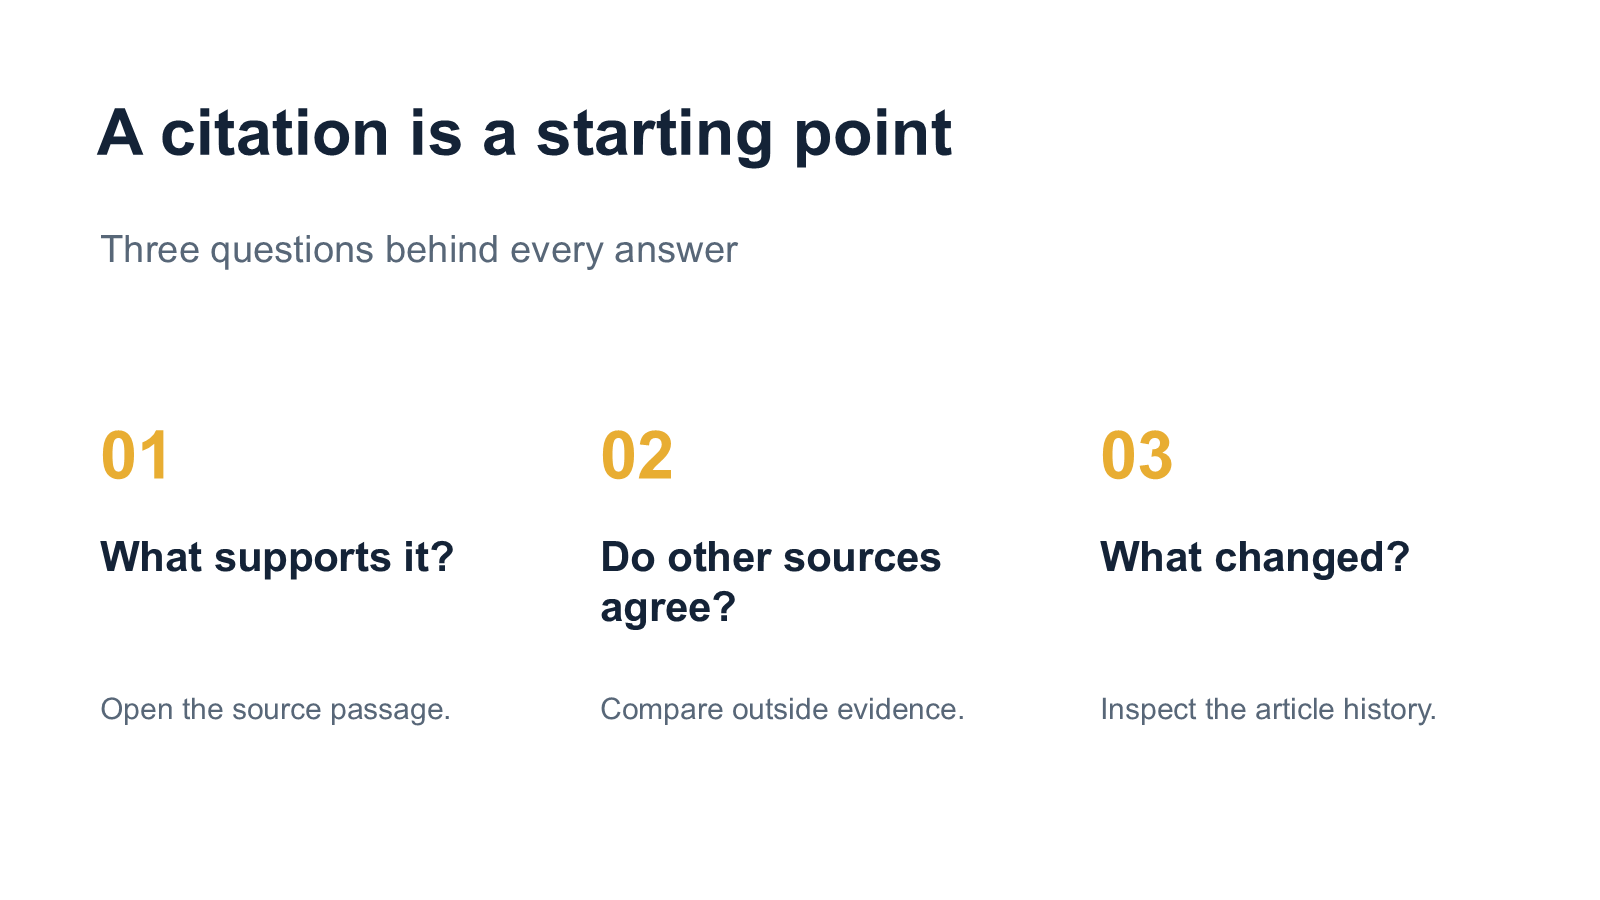 A citation is a starting point
Three questions behind every answer
01
What supports it?
Open the source passage.
02
Do other sources
agree?
Compare outside evidence.
03
What changed?
Inspect the article history.